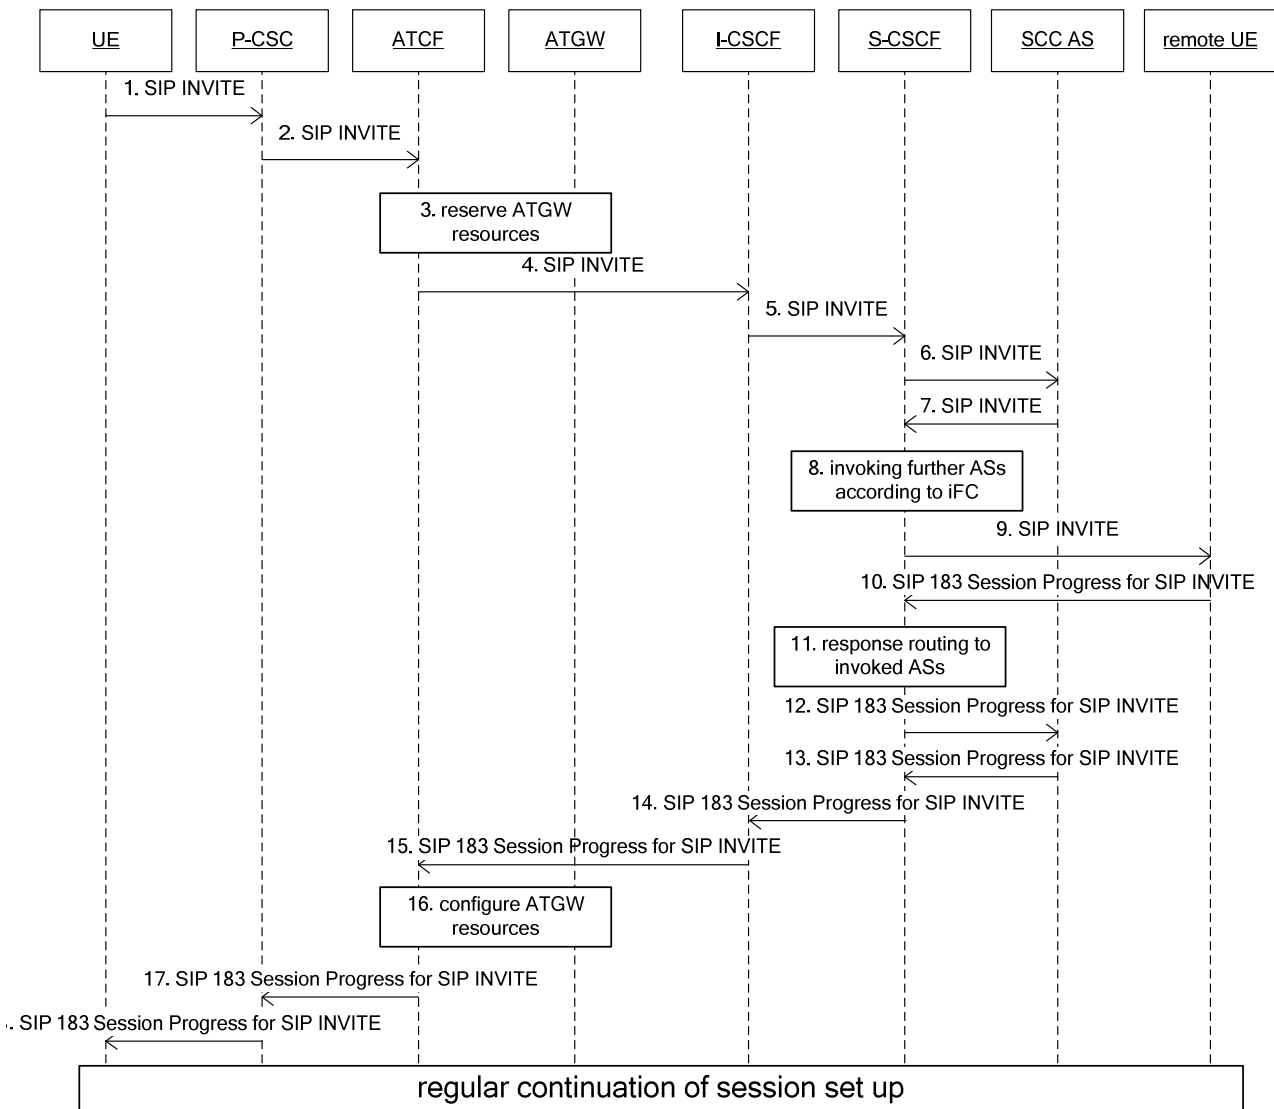 UE
P-CSC
ATCF
ATGW
I-CSCF
S-CSCF
SCC AS
remote UE
1. SIP INVITE
2. SIP INVITE
3. reserve ATGW
resources
4. SIP INVITE
5. SIP INVITE
6. SIP INVITE
7. SIP INVITE
8. invoking further ASs
according to iFC
9. SIP INVITE
10. SIP 183 Session Progress for SIP INVITE
11. response routing to
invoked ASs
12. SIP 183 Session Progress for SIP INVITE
13. SIP 183 Session Progress for SIP INVITE
14. SIP 183 Session Progress for SIP INVITE
15. SIP 183 Session Progress for SIP INVITE
16. configure ATGW
resources
17. SIP 183 Session Progress for SIP INVITE
. SIP 183 Session Progress for SIP INVITE
regular continuation of session set up